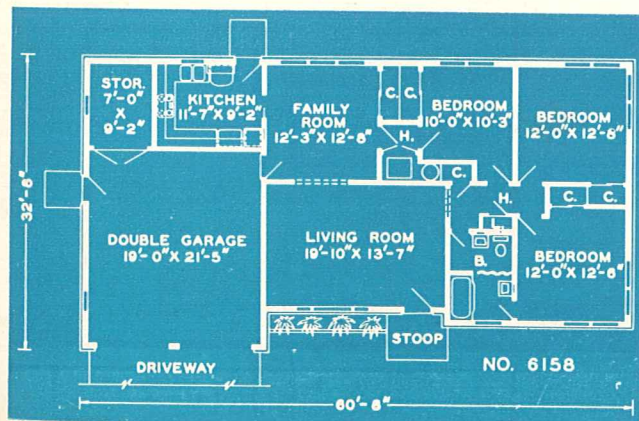 STOR.
7'-0"
X
9'-2"
KITCHEN
11'-7" X 9'-2"
FAMILY
ROOM
12'-3" X 12'-8"
C. C.
BEDROOM
10'-0" X 10'-3"
BEDROOM
12'-0" X 12'-8"
H.
C.
H.
C. C.
L.
B.
32'-8"
DOUBLE GARAGE
19'-0" X 21'-5"
LIVING ROOM
19'-10" X 13'-7"
BEDROOM
12'-0" X 12'-6"
STOOP
DRIVEWAY
NO. 6158
60'-8"